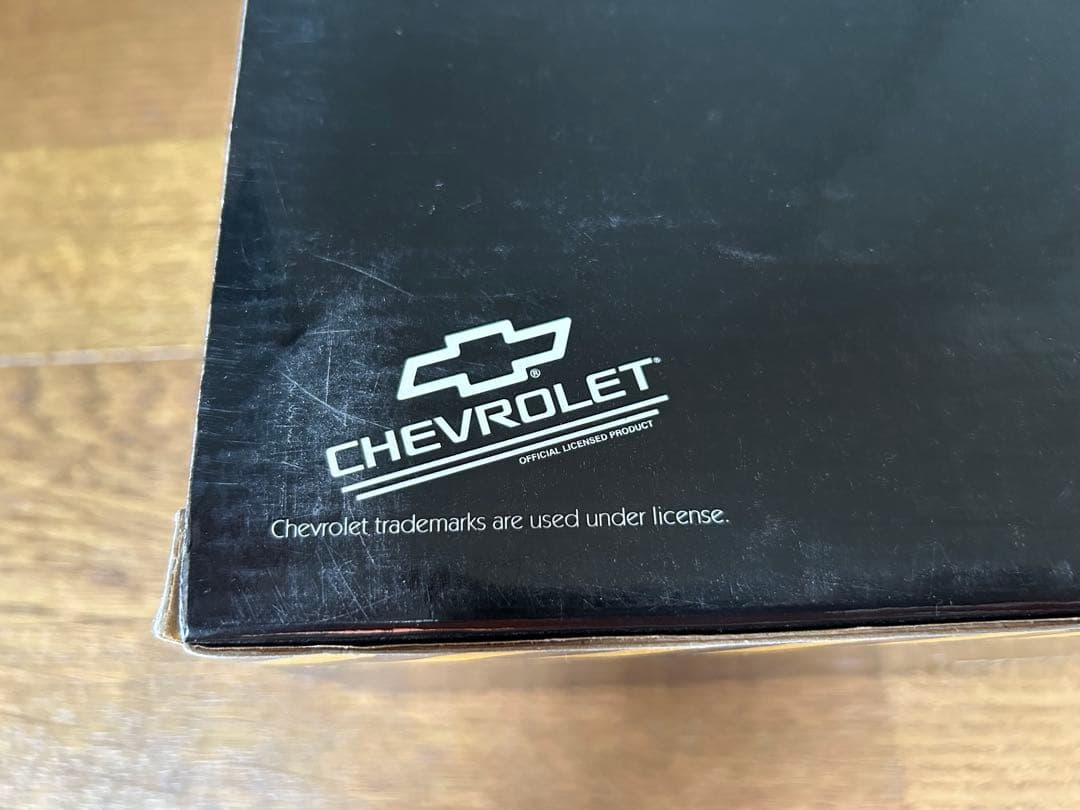 ®
CHEVROLET
OFFICIAL LICENSED PRODUCT
Chevrolet trademarks are used under license.